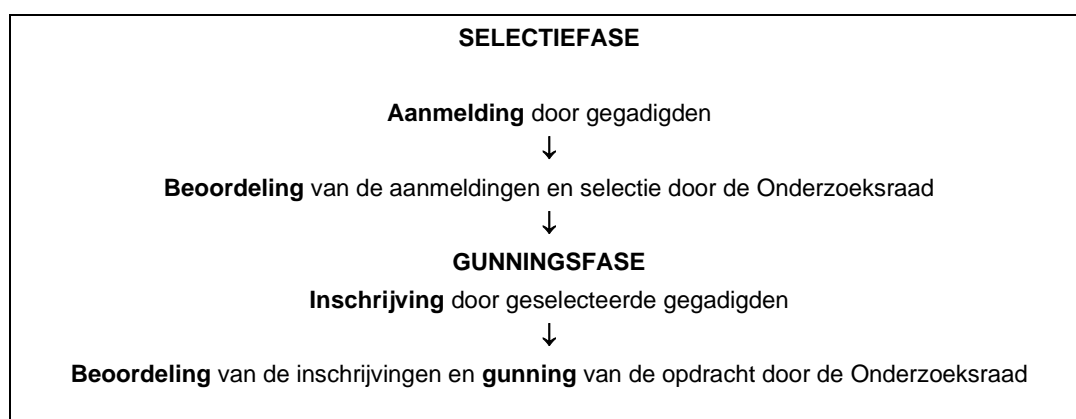 SELECTIEFASE
Aanmelding door gegadigden
↓
Beoordeling van de aanmeldingen en selectie door de Onderzoeksraad
↓
GUNNINGSFASE
Inschrijving door geselecteerde gegadigden
↓
Beoordeling van de inschrijvingen en gunning van de opdracht door de Onderzoeksraad